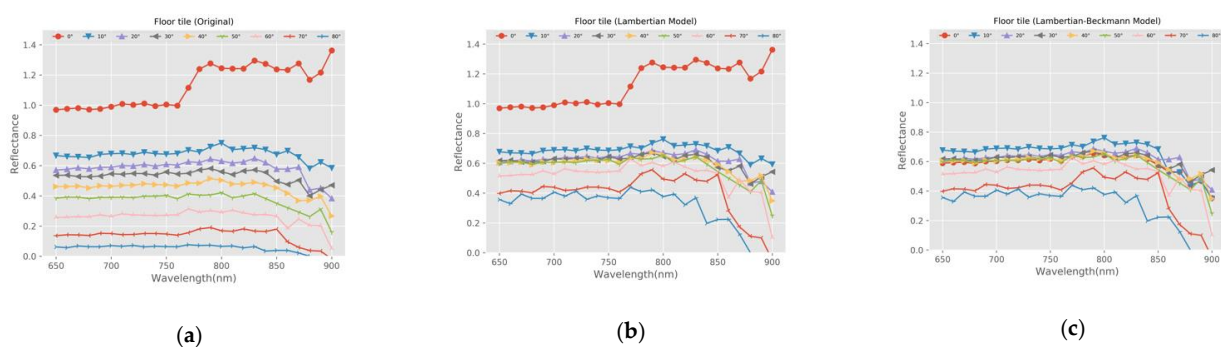 Floor tile (Original)
0° 10° 20° 30° 40° 50° 60° 70° 80°
1.4
1.2
1.0
0.8
0.6
0.4
0.2
0.0
Reflectance
650 700 750 800 850 900
Wavelength(nm)
(a)
Floor tile (Lambertian Model)
0° 10° 20° 30° 40° 50° 60° 70° 80°
1.4
1.2
1.0
0.8
0.6
0.4
0.2
0.0
Reflectance
650 700 750 800 850 900
Wavelength(nm)
(b)
Floor tile (Lambertian-Beckmann Model)
0° 10° 20° 30° 40° 50° 60° 70° 80°
1.4
1.2
1.0
0.8
0.6
0.4
0.2
0.0
Reflectance
650 700 750 800 850 900
Wavelength(nm)
(c)